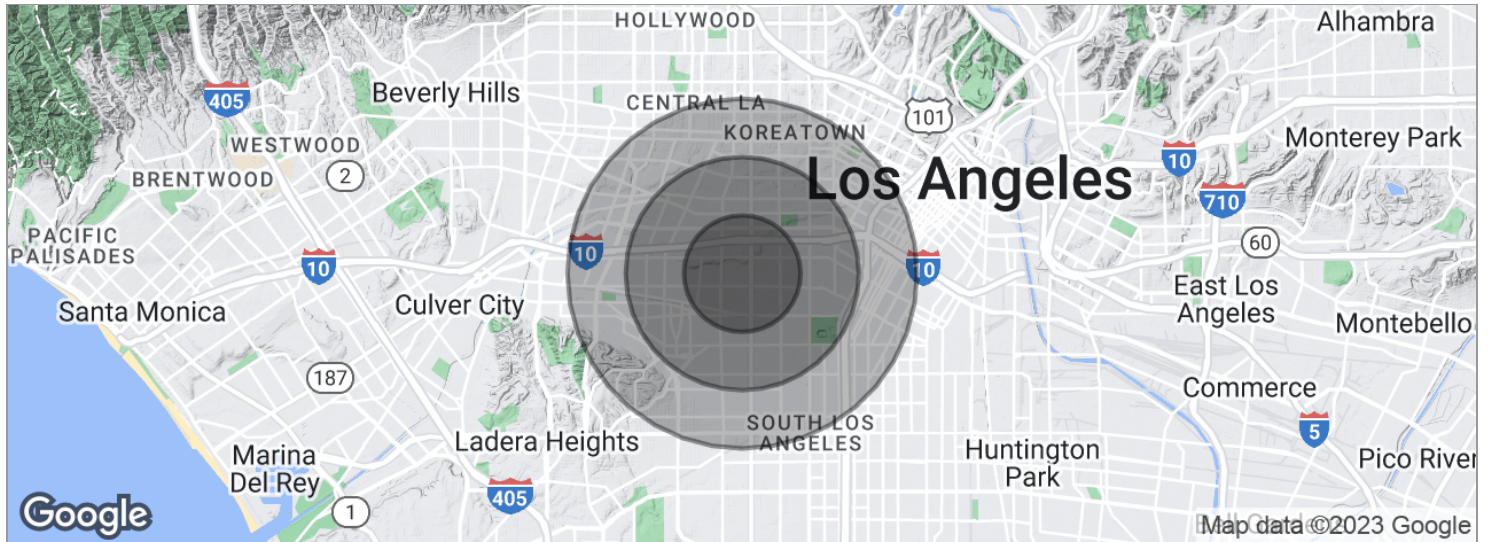 HOLLYWOOD
Alhambra
405
Beverly Hills
CENTRAL LA
101
KOREATOWN
WESTWOOD
10
Monterey Park
2
BRENTWOOD
Los Angeles
710
PACIFIC
PALISADES
10
10
10
60
Santa Monica
Culver City
East Los
Angeles
Montebello
187
Commerce
SOUTH LOS
ANGELES
5
Ladera Heights
Marina
Del Rey
Huntington
Park
Pico River
405
1
Google
Map data ©2023 Google